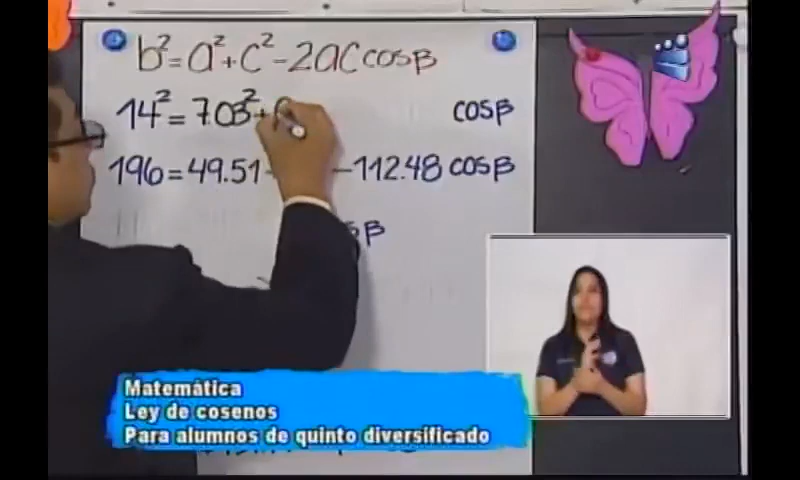 b² = a² + c² - 2ac cosβ
14² = 7.03² + cosβ
196 = 49.51 - 112.48 cosβ
β
Matemática
Ley de cosenos
Para alumnos de quinto diversificado